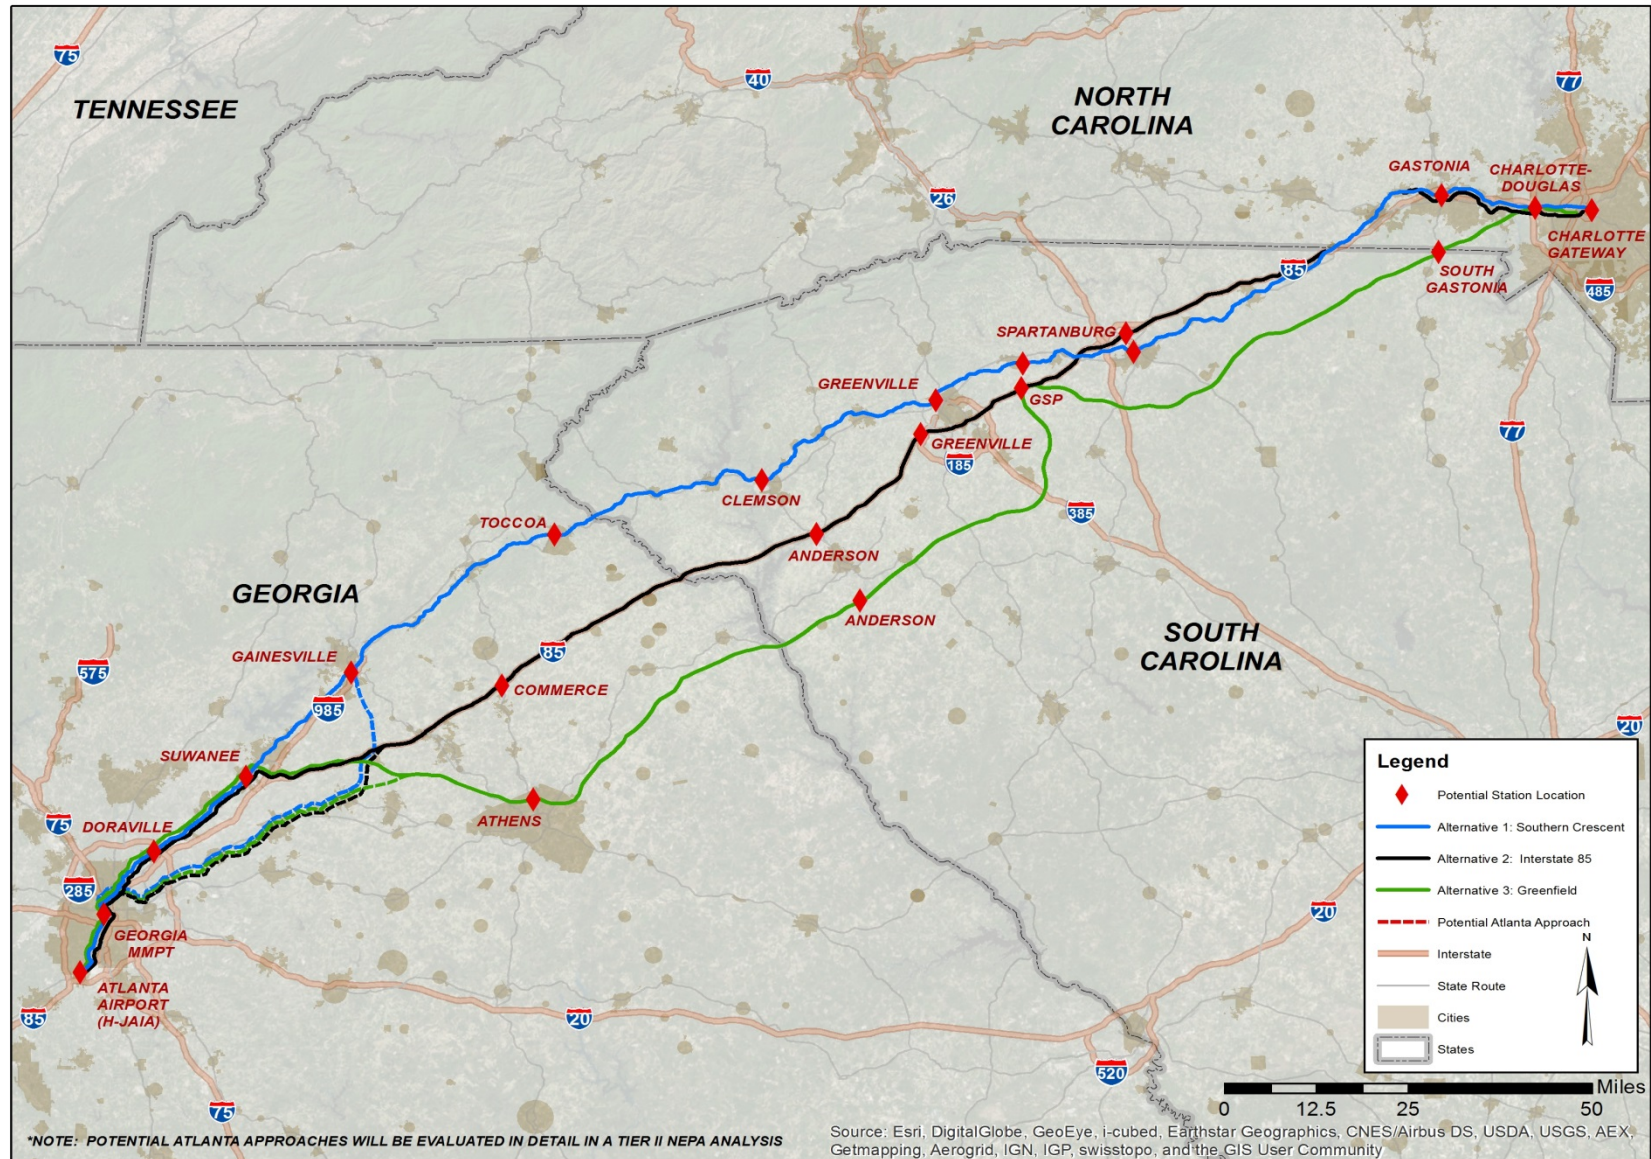 75
40
77
TENNESSEE
NORTH
CAROLINA
GASTONIA
CHARLOTTE-
DOUGLAS
26
CHARLOTTE
GATEWAY
85
SOUTH
GASTONIA
485
SPARTANBURG
GREENVILLE
GSP
77
GREENVILLE
185
CLEMSON
385
TOCCOA
ANDERSON
GEORGIA
ANDERSON
SOUTH
CAROLINA
85
GAINESVILLE
575
COMMERCE
985
20
SUWANEE
75
DORAVILLE
ATHENS
285
GEORGIA
MMPT
20
ATLANTA
AIRPORT
(H-JAIA)
85
20
520
75
Legend
Potential Station Location
Alternative 1: Southern Crescent
Alternative 2: Interstate 85
Alternative 3: Greenfield
Potential Atlanta Approach
Interstate
N
State Route
Cities
States
Miles
0 12.5 25 50
*NOTE: POTENTIAL ATLANTA APPROACHES WILL BE EVALUATED IN DETAIL IN A TIER II NEPA ANALYSIS
Source: Esri, DigitalGlobe, GeoEye, i-cubed, Earthstar Geographics, CNES/Airbus DS, USDA, USGS, AEX,
Getmapping, Aerogrid, IGN, IGP, swisstopo, and the GIS User Community